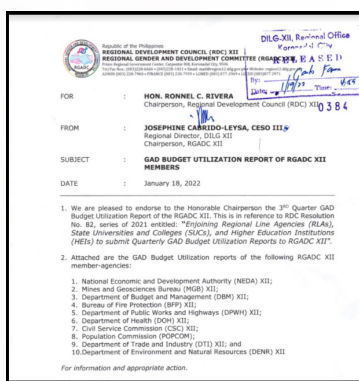 DILG-XII, Regional Office
Koronadal City
RELEASED
By:
Date:
Time: 4:55
0384
Republic of the Philippines
REGIONAL DEVELOPMENT COUNCIL (RDC) XII
REGIONAL GENDER AND DEVELOPMENT COMMITTEE (RGADC) XII
FOR : HON. RONNEL C. RIVERA
Chairperson, Regional Development Council (RDC) XII
FROM : JOSEPHINE CABRIDO-LEYSA, CESO III
Regional Director, DILG XII
Chairperson, RGADC XII
SUBJECT : GAD BUDGET UTILIZATION REPORT OF RGADC XII
MEMBERS
DATE : January 18, 2022
1. We are pleased to endorse to the Honorable Chairperson the 3RD Quarter GAD
Budget Utilization Report of the RGADC XII. This is in reference to RDC Resolution
No. 82, series of 2021 entitled: "Enjoining Regional Line Agencies (RLAs),
State Universities and Colleges (SUCs), and Higher Education Institutions
(HEIs) to submit Quarterly GAD Budget Utilization Reports to RGADC XII".
2. Attached are the GAD Budget Utilization reports of the following RGADC XII
member-agencies:
1. National Economic and Development Authority (NEDA) XII;
2. Mines and Geosciences Bureau (MGB) XII;
3. Department of Budget and Management (DBM) XII;
4. Bureau of Fire Protection (BFP) XII;
5. Department of Public Works and Highways (DPWH) XII;
6. Department of Health (DOH) XII;
7. Civil Service Commission (CSC) XII;
8. Population Commission (POPCOM);
9. Department of Trade and Industry (DTI) XII; and
10.Department of Environment and Natural Resources (DENR) XII
For information and appropriate action.